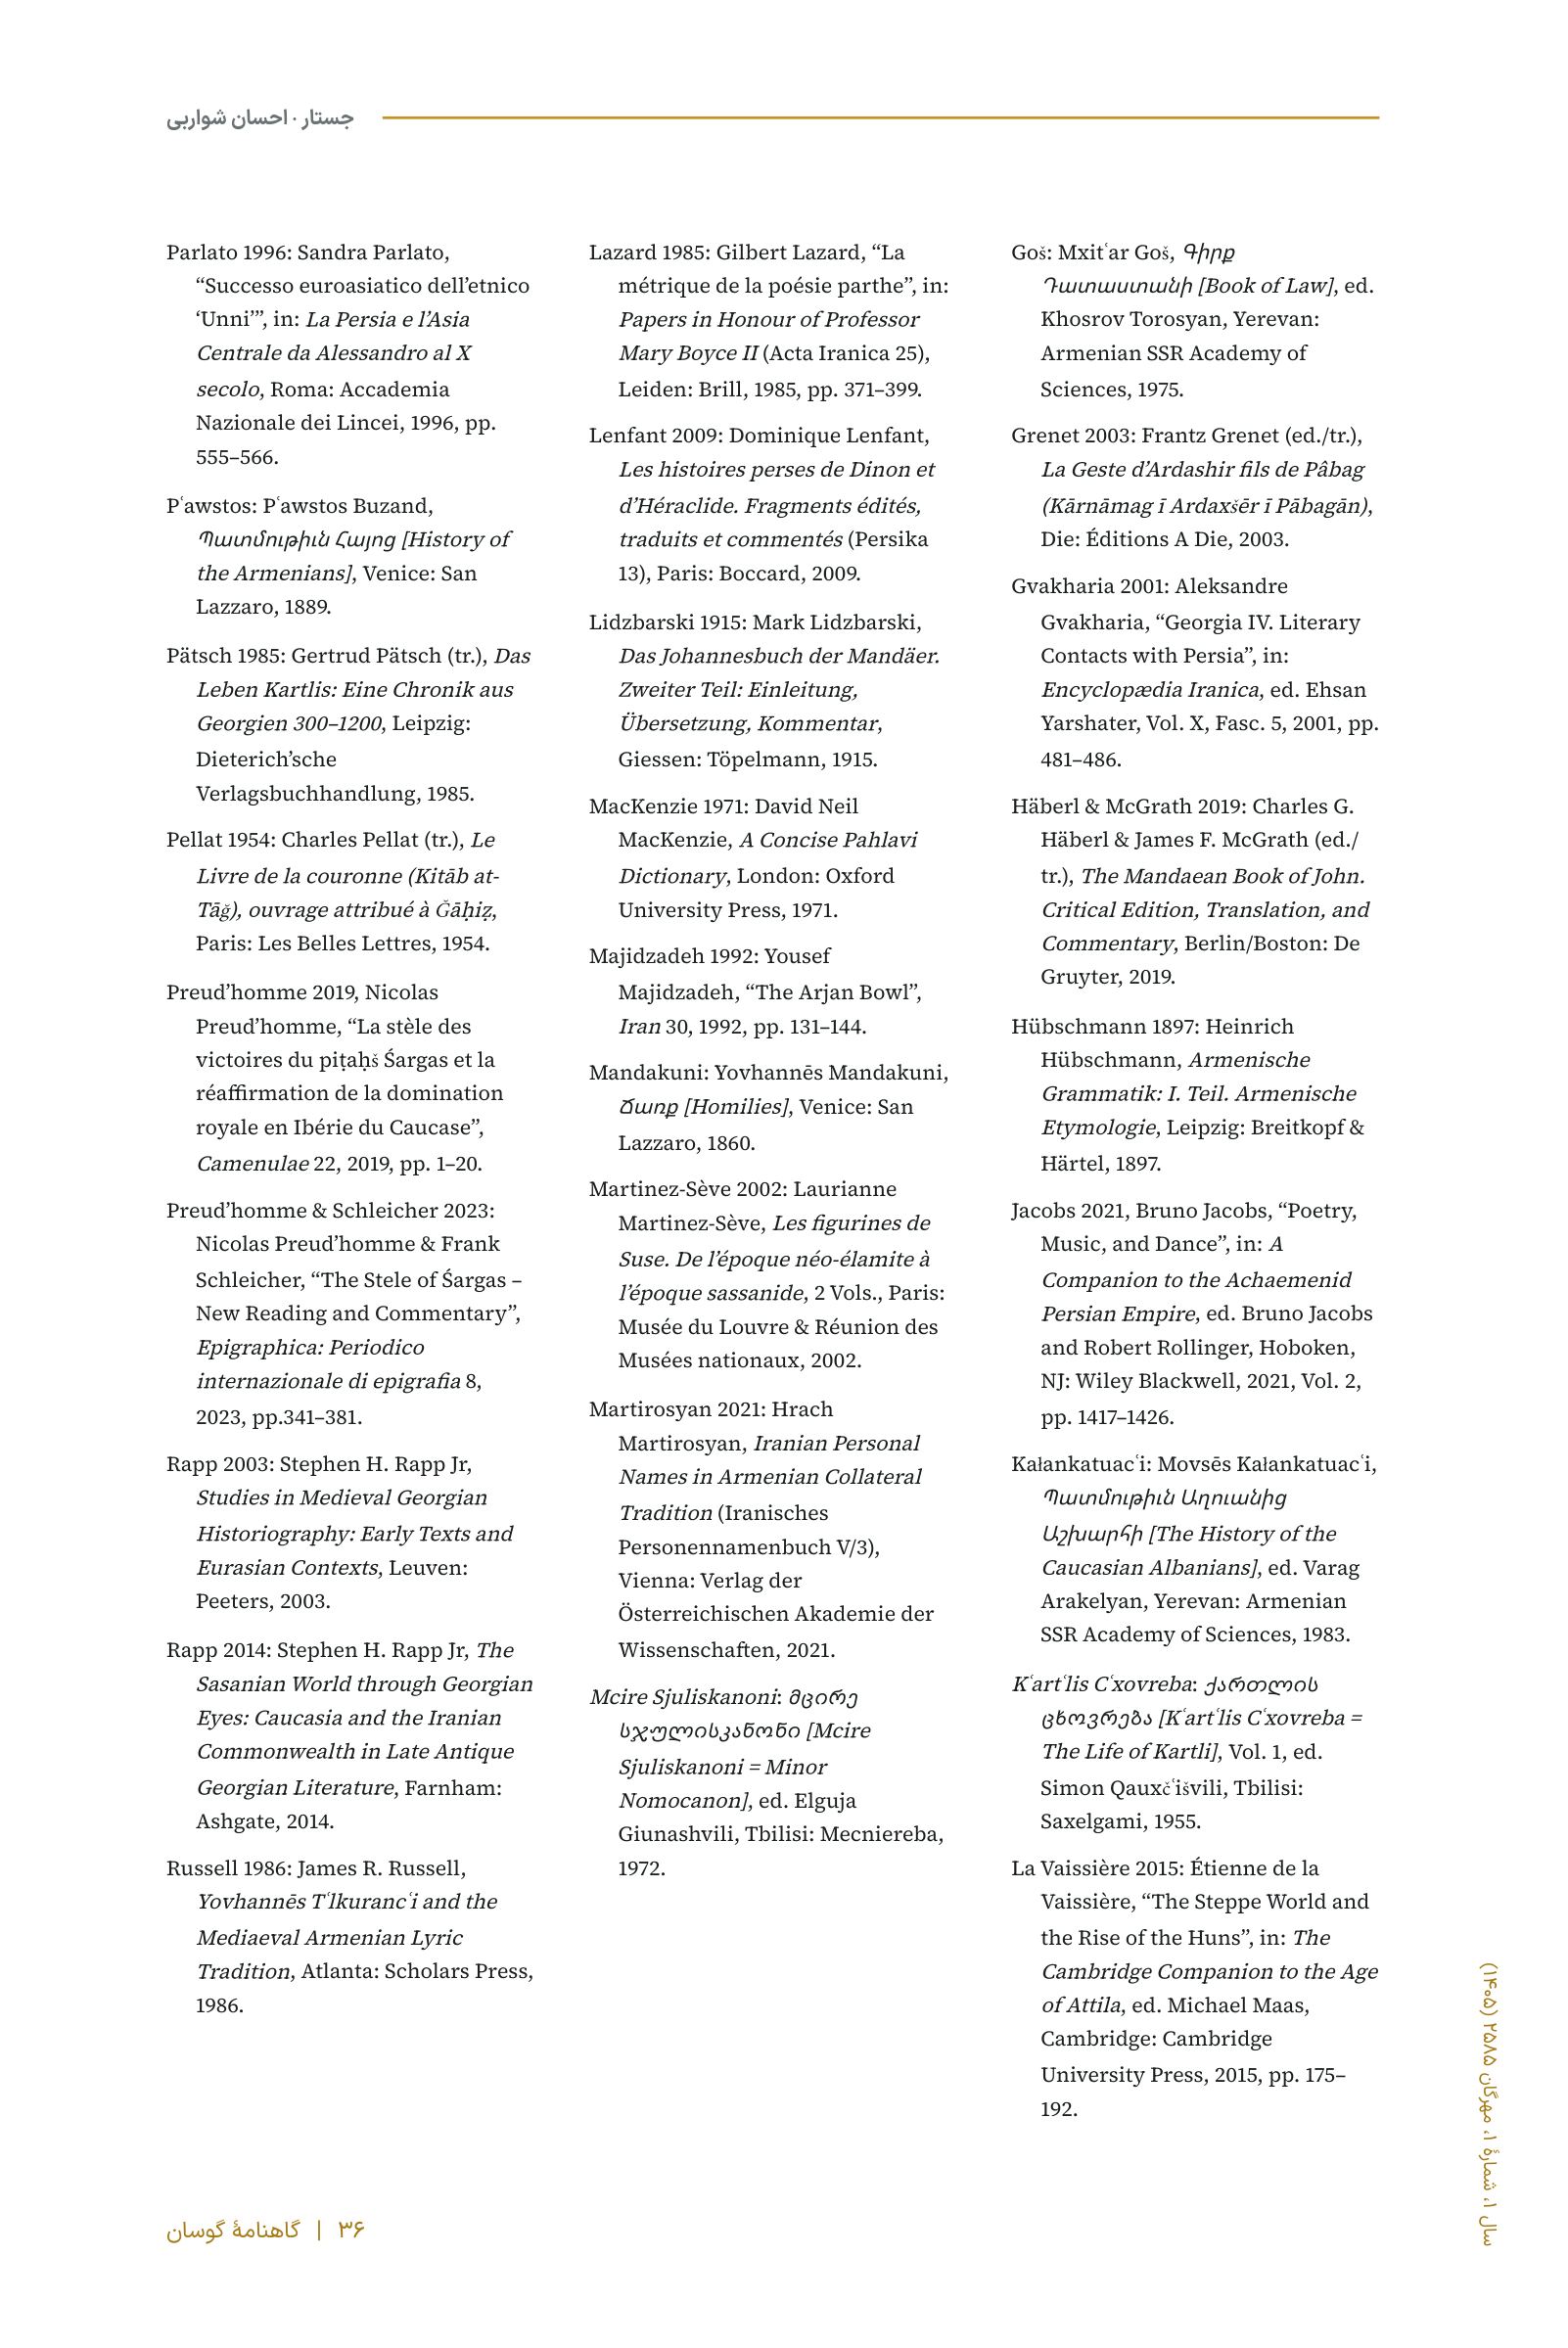 جستار · احسان شواربی
Goš: Mxitʿar Goš, Գիրք
Դատաստանի [Book of Law], ed.
Khosrov Torosyan, Yerevan:
Armenian SSR Academy of
Sciences, 1975.
Grenet 2003: Frantz Grenet (ed./tr.),
La Geste d’Ardashir fils de Pâbag
(Kārnāmag ī Ardaxšēr ī Pābagān),
Die: Éditions A Die, 2003.
Gvakharia 2001: Aleksandre
Gvakharia, “Georgia IV. Literary
Contacts with Persia”, in:
Encyclopædia Iranica, ed. Ehsan
Yarshater, Vol. X, Fasc. 5, 2001, pp.
481–486.
Häberl & McGrath 2019: Charles G.
Häberl & James F. McGrath (ed./
tr.), The Mandaean Book of John.
Critical Edition, Translation, and
Commentary, Berlin/Boston: De
Gruyter, 2019.
Hübschmann 1897: Heinrich
Hübschmann, Armenische
Grammatik: I. Teil. Armenische
Etymologie, Leipzig: Breitkopf &
Härtel, 1897.
Jacobs 2021, Bruno Jacobs, “Poetry,
Music, and Dance”, in: A
Companion to the Achaemenid
Persian Empire, ed. Bruno Jacobs
and Robert Rollinger, Hoboken,
NJ: Wiley Blackwell, 2021, Vol. 2,
pp. 1417–1426.
Kałankatuacʿi: Movsēs Kałankatuacʿi,
Պատմութիւն Աղուանից
Աշխարհի [The History of the
Caucasian Albanians], ed. Varag
Arakelyan, Yerevan: Armenian
SSR Academy of Sciences, 1983.
Kʿartʿlis Cʿxovreba: ქართლის
ცხოვრება [Kʿartʿlis Cʿxovreba =
The Life of Kartli], Vol. 1, ed.
Simon Qauxčʿišvili, Tbilisi:
Saxelgami, 1955.
La Vaissière 2015: Étienne de la
Vaissière, “The Steppe World and
the Rise of the Huns”, in: The
Cambridge Companion to the Age
of Attila, ed. Michael Maas,
Cambridge: Cambridge
University Press, 2015, pp. 175–
192.
Lazard 1985: Gilbert Lazard, “La
métrique de la poésie parthe”, in:
Papers in Honour of Professor
Mary Boyce II (Acta Iranica 25),
Leiden: Brill, 1985, pp. 371–399.
Lenfant 2009: Dominique Lenfant,
Les histoires perses de Dinon et
d’Héraclide. Fragments édités,
traduits et commentés (Persika
13), Paris: Boccard, 2009.
Lidzbarski 1915: Mark Lidzbarski,
Das Johannesbuch der Mandäer.
Zweiter Teil: Einleitung,
Übersetzung, Kommentar,
Giessen: Töpelmann, 1915.
MacKenzie 1971: David Neil
MacKenzie, A Concise Pahlavi
Dictionary, London: Oxford
University Press, 1971.
Majidzadeh 1992: Yousef
Majidzadeh, “The Arjan Bowl”,
Iran 30, 1992, pp. 131–144.
Mandakuni: Yovhannēs Mandakuni,
Ճառք [Homilies], Venice: San
Lazzaro, 1860.
Martinez-Sève 2002: Laurianne
Martinez-Sève, Les figurines de
Suse. De l’époque néo-élamite à
l’époque sassanide, 2 Vols., Paris:
Musée du Louvre & Réunion des
Musées nationaux, 2002.
Martirosyan 2021: Hrach
Martirosyan, Iranian Personal
Names in Armenian Collateral
Tradition (Iranisches
Personennamenbuch V/3),
Vienna: Verlag der
Österreichischen Akademie der
Wissenschaften, 2021.
Mcire Sjuliskanoni: მცირე
სჯულისკანონი [Mcire
Sjuliskanoni = Minor
Nomocanon], ed. Elguja
Giunashvili, Tbilisi: Mecniereba,
1972.
Parlato 1996: Sandra Parlato,
“Successo euroasiatico dell’etnico
‘Unni’”, in: La Persia e l’Asia
Centrale da Alessandro al X
secolo, Roma: Accademia
Nazionale dei Lincei, 1996, pp.
555–566.
Pʿawstos: Pʿawstos Buzand,
Պատմութիւն Հայոց [History of
the Armenians], Venice: San
Lazzaro, 1889.
Pätsch 1985: Gertrud Pätsch (tr.), Das
Leben Kartlis: Eine Chronik aus
Georgien 300–1200, Leipzig:
Dieterich’sche
Verlagsbuchhandlung, 1985.
Pellat 1954: Charles Pellat (tr.), Le
Livre de la couronne (Kitāb at-
Tāğ), ouvrage attribué à Ǧāḥiẓ,
Paris: Les Belles Lettres, 1954.
Preud’homme 2019, Nicolas
Preud’homme, “La stèle des
victoires du piṭaḥš Śargas et la
réaffirmation de la domination
royale en Ibérie du Caucase”,
Camenulae 22, 2019, pp. 1–20.
Preud’homme & Schleicher 2023:
Nicolas Preud’homme & Frank
Schleicher, “The Stele of Śargas –
New Reading and Commentary”,
Epigraphica: Periodico
internazionale di epigrafia 8,
2023, pp.341–381.
Rapp 2003: Stephen H. Rapp Jr,
Studies in Medieval Georgian
Historiography: Early Texts and
Eurasian Contexts, Leuven:
Peeters, 2003.
Rapp 2014: Stephen H. Rapp Jr, The
Sasanian World through Georgian
Eyes: Caucasia and the Iranian
Commonwealth in Late Antique
Georgian Literature, Farnham:
Ashgate, 2014.
Russell 1986: James R. Russell,
Yovhannēs Tʿlkurancʿi and the
Mediaeval Armenian Lyric
Tradition, Atlanta: Scholars Press,
1986.
سال ۱، شمارهٔ ۱، مهرگان ۲۵۸۵ (۱۴۰۵)
۳۶ | گاهنامهٔ گوسان